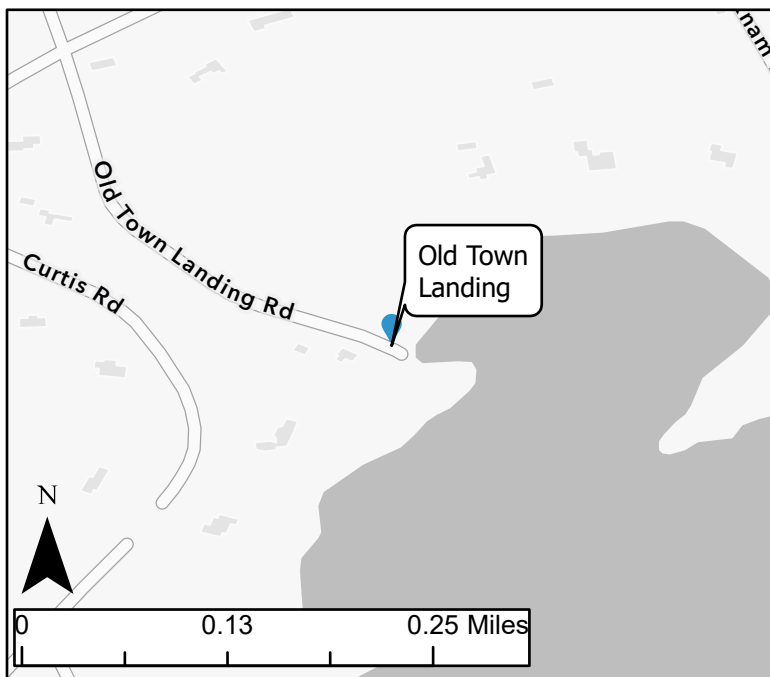 Old Town Landing Rd
Curtis Rd
Old Town
Landing
N
0 0.13 0.25 Miles